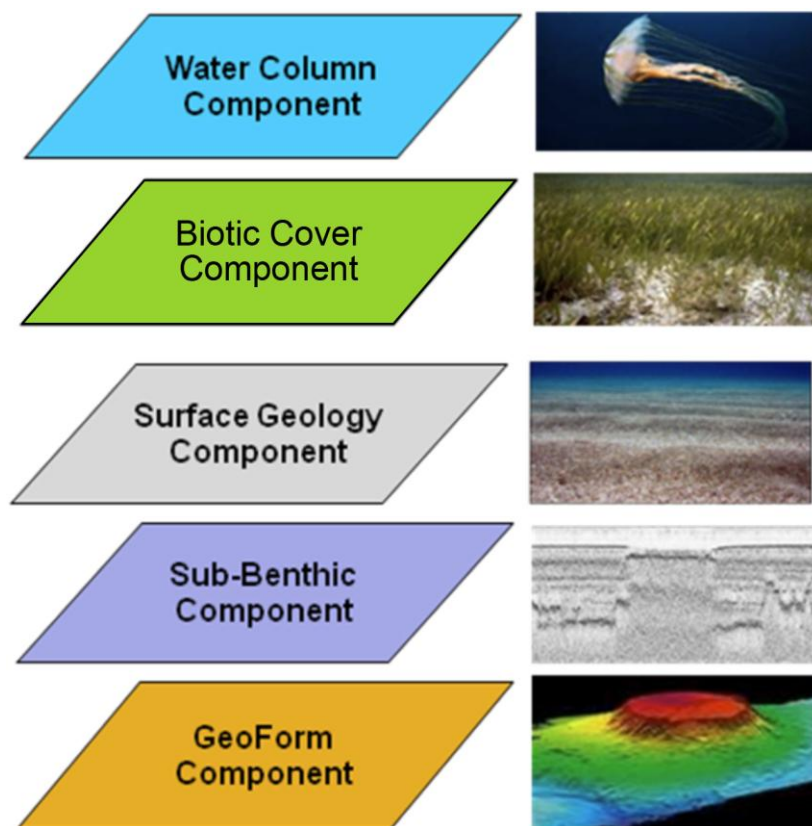 Water Column
Component
Biotic Cover
Component
Surface Geology
Component
Sub-Benthic
Component
GeoForm
Component